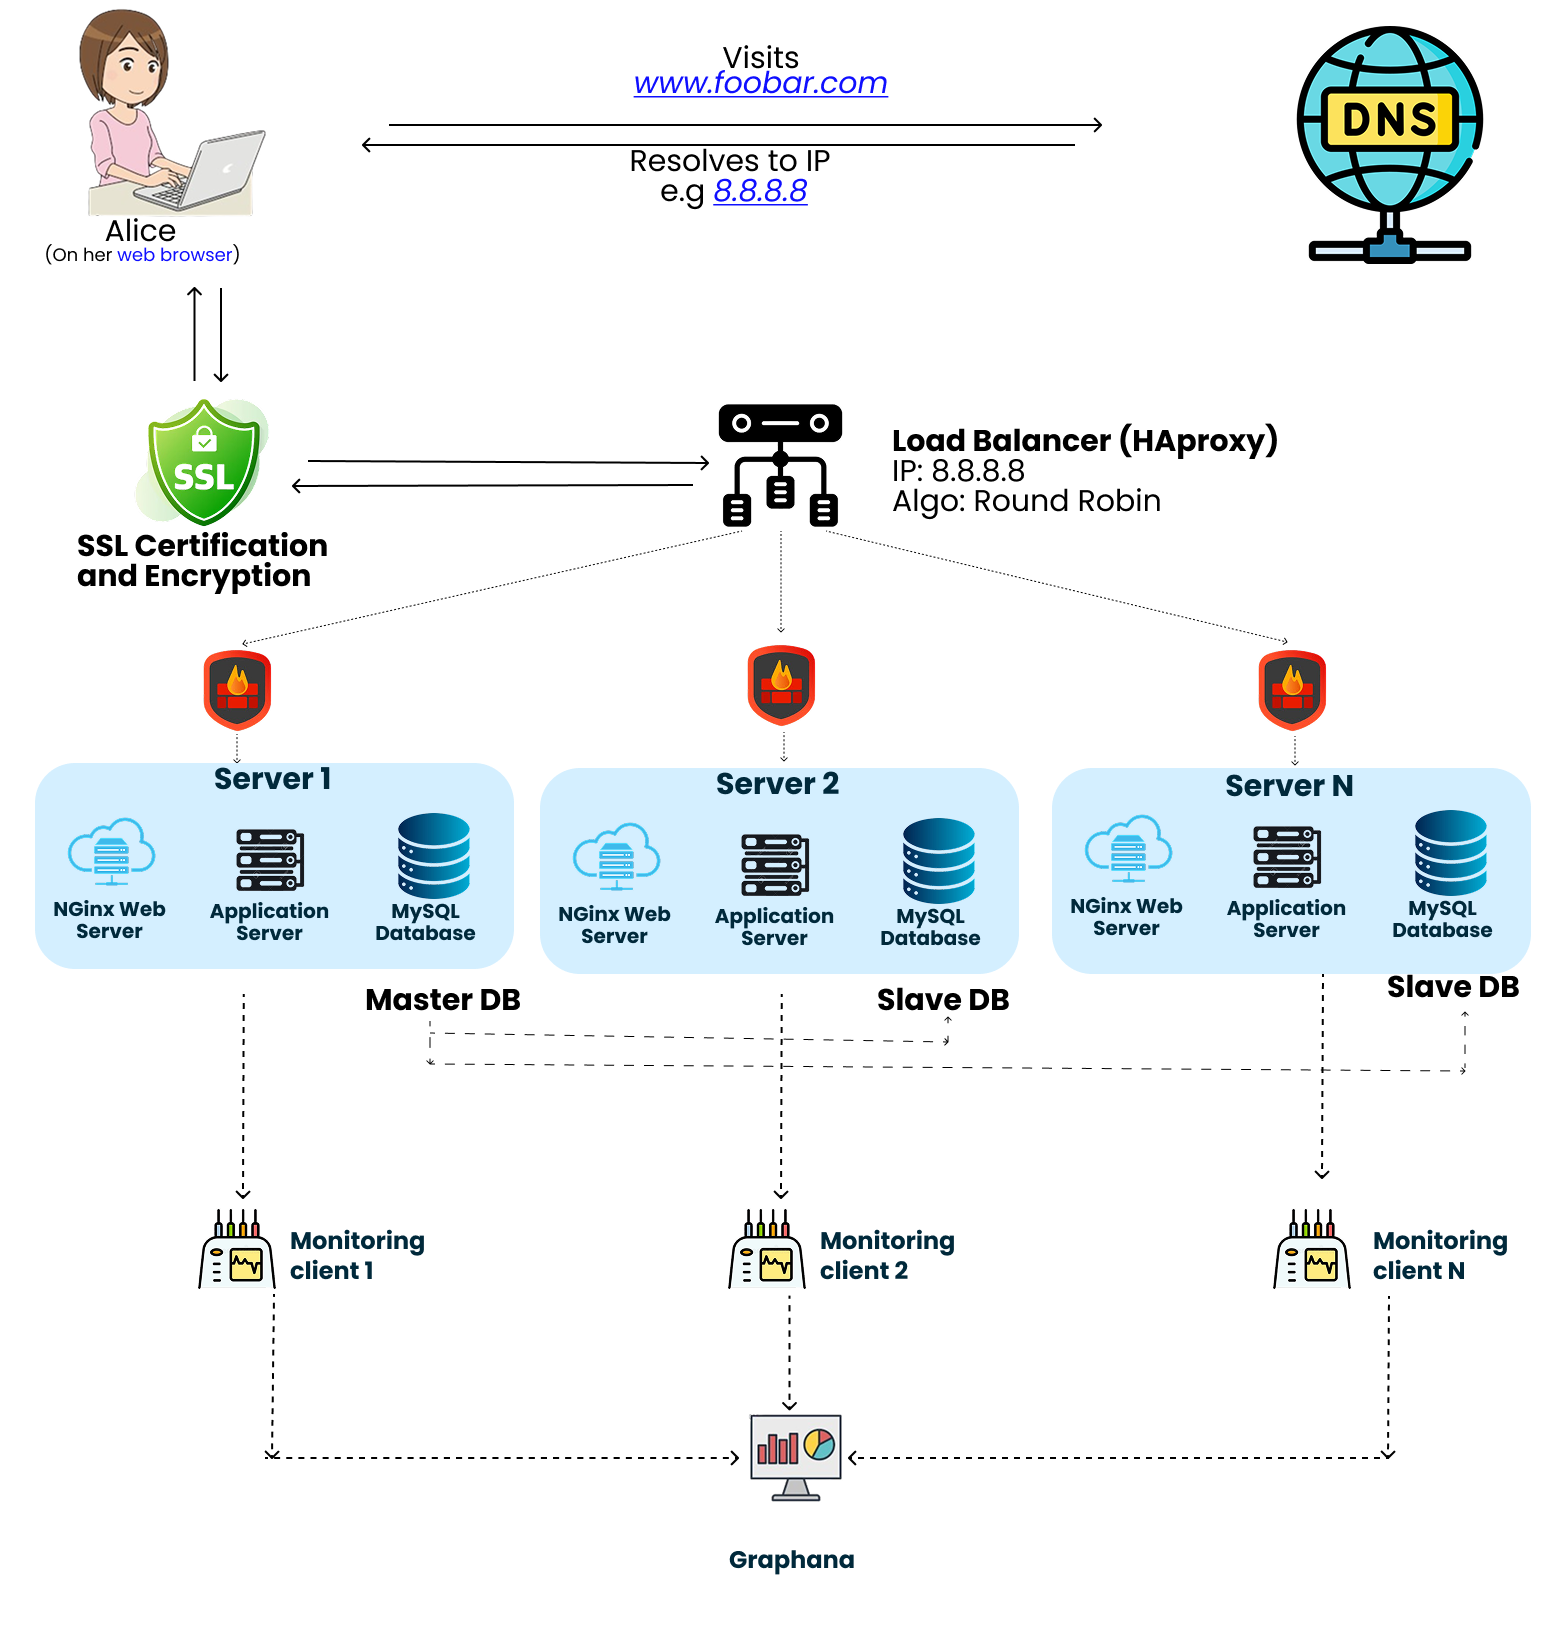 Visits
www.foobar.com
DNS
Resolves to IP
e.g 8.8.8.8
Alice
(On her web browser)
SSL
SSL Certification
and Encryption
Load Balancer (HAproxy)
IP: 8.8.8.8
Algo: Round Robin
Server 1
NGinx Web
Server
Application
Server
MySQL
Database
Server 2
NGinx Web
Server
Application
Server
MySQL
Database
Server N
NGinx Web
Server
Application
Server
MySQL
Database
Master DB
Slave DB
Slave DB
Monitoring
client 1
Monitoring
client 2
Monitoring
client N
Graphana